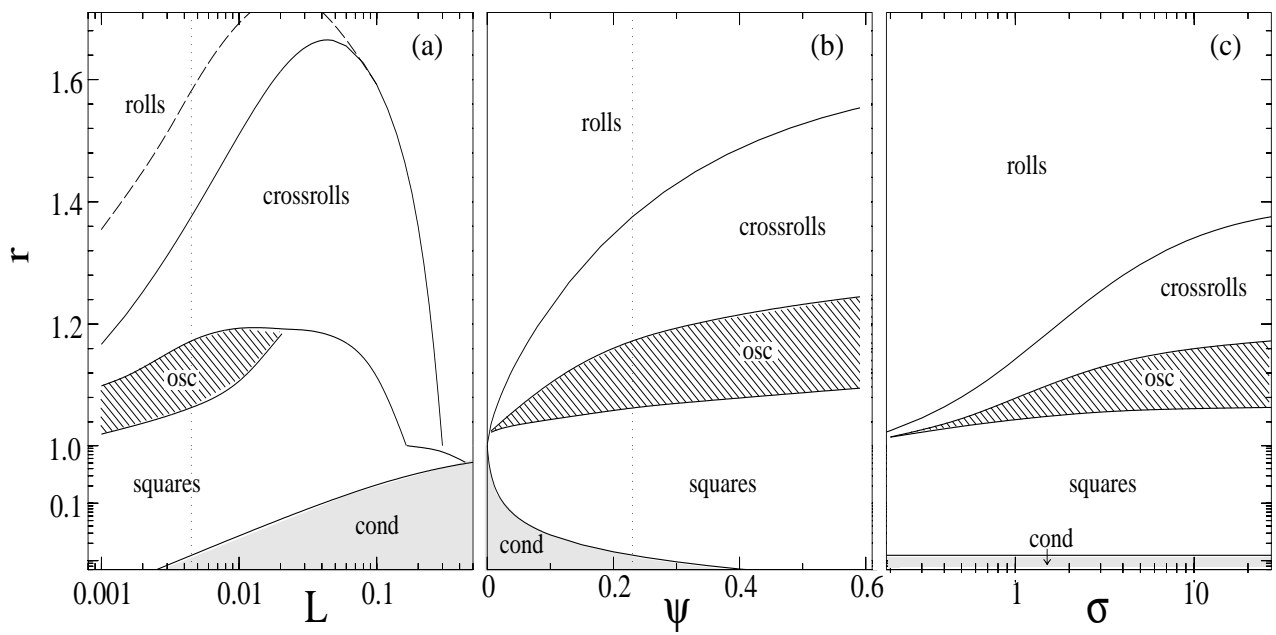 (a)
rolls
crossrolls
osc
squares
cond
r
1.6
1.4
1.2
1.0
0.1
0.001
0.01
0.1
L
(b)
rolls
crossrolls
osc
squares
cond
0
0.2
0.4
0.6
ψ
(c)
rolls
crossrolls
osc
squares
cond
1
10
σ